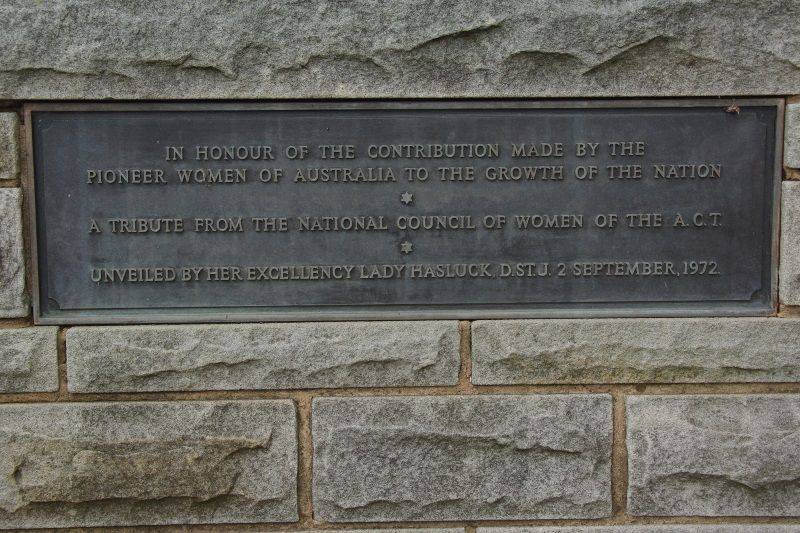 IN HONOUR OF THE CONTRIBUTION MADE BY THE
PIONEER WOMEN OF AUSTRALIA TO THE GROWTH OF THE NATION
A TRIBUTE FROM THE NATIONAL COUNCIL OF WOMEN OF THE A.C.T.
UNVEILED BY HER EXCELLENCY LADY HASLUCK, D.ST.J. 2 SEPTEMBER, 1972.